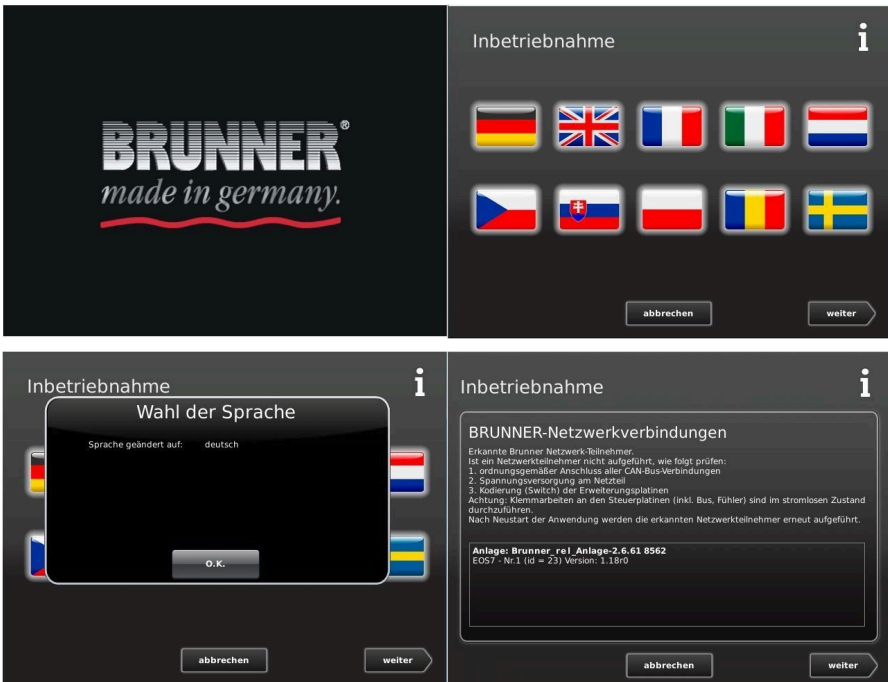 BRUNNER®
made in germany.
Inbetriebnahme
i
abbrechen
weiter
Inbetriebnahme
i
Wahl der Sprache
Sprache geändert auf: deutsch
O.K.
abbrechen
weiter
Inbetriebnahme
i
BRUNNER-Netzwerkverbindungen
Erkannte Brunner Netzwerk-Teilnehmer.
Ist ein Netzwerkteilnehmer nicht aufgeführt, wie folgt prüfen:
1. ordnungsgemäßer Anschluss aller CAN-Bus-Verbindungen
2. Spannungsversorgung am Netzteil
3. Kodierung (Switch) der Erweiterungsplatinen
Achtung: Klemmarbeiten an den Steuerplatinen (inkl. Bus, Fühler) sind im stromlosen Zustand
durchzuführen.
Nach Neustart der Anwendung werden die erkannten Netzwerkteilnehmer erneut aufgeführt.
Anlage: Brunner_rel_Anlage-2.6.61 8562
EOS7 - Nr.1 (id = 23) Version: 1.18r0
abbrechen
weiter